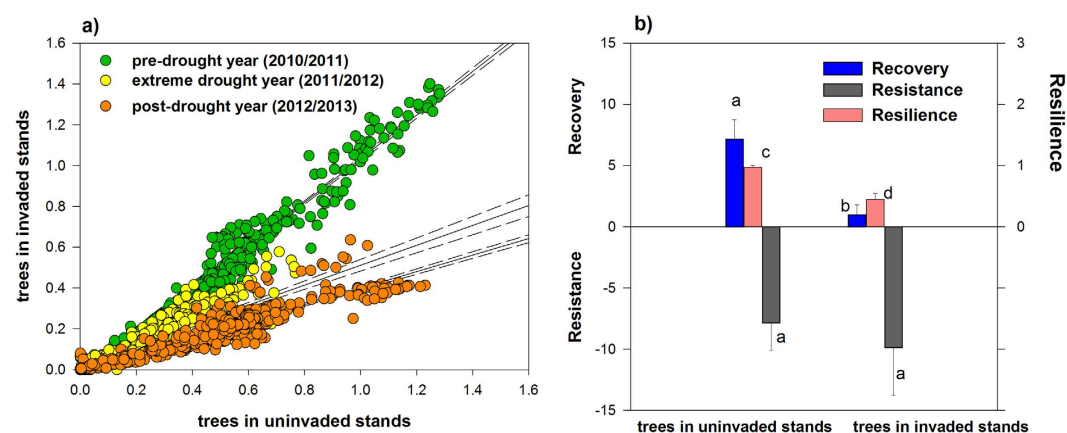 a)
1.6
1.4
1.2
1.0
0.8
0.6
0.4
0.2
0.0
trees in invaded stands
pre-drought year (2010/2011)
extreme drought year (2011/2012)
post-drought year (2012/2013)
0.0 0.2 0.4 0.6 0.8 1.0 1.2 1.4 1.6
trees in uninvaded stands
b)
15
10
5
0
-5
-10
-15
Recovery
Resistance
Recovery
Resistance
Resilience
a
c
a
b
d
a
3
2
1
0
Resilience
trees in uninvaded stands trees in invaded stands